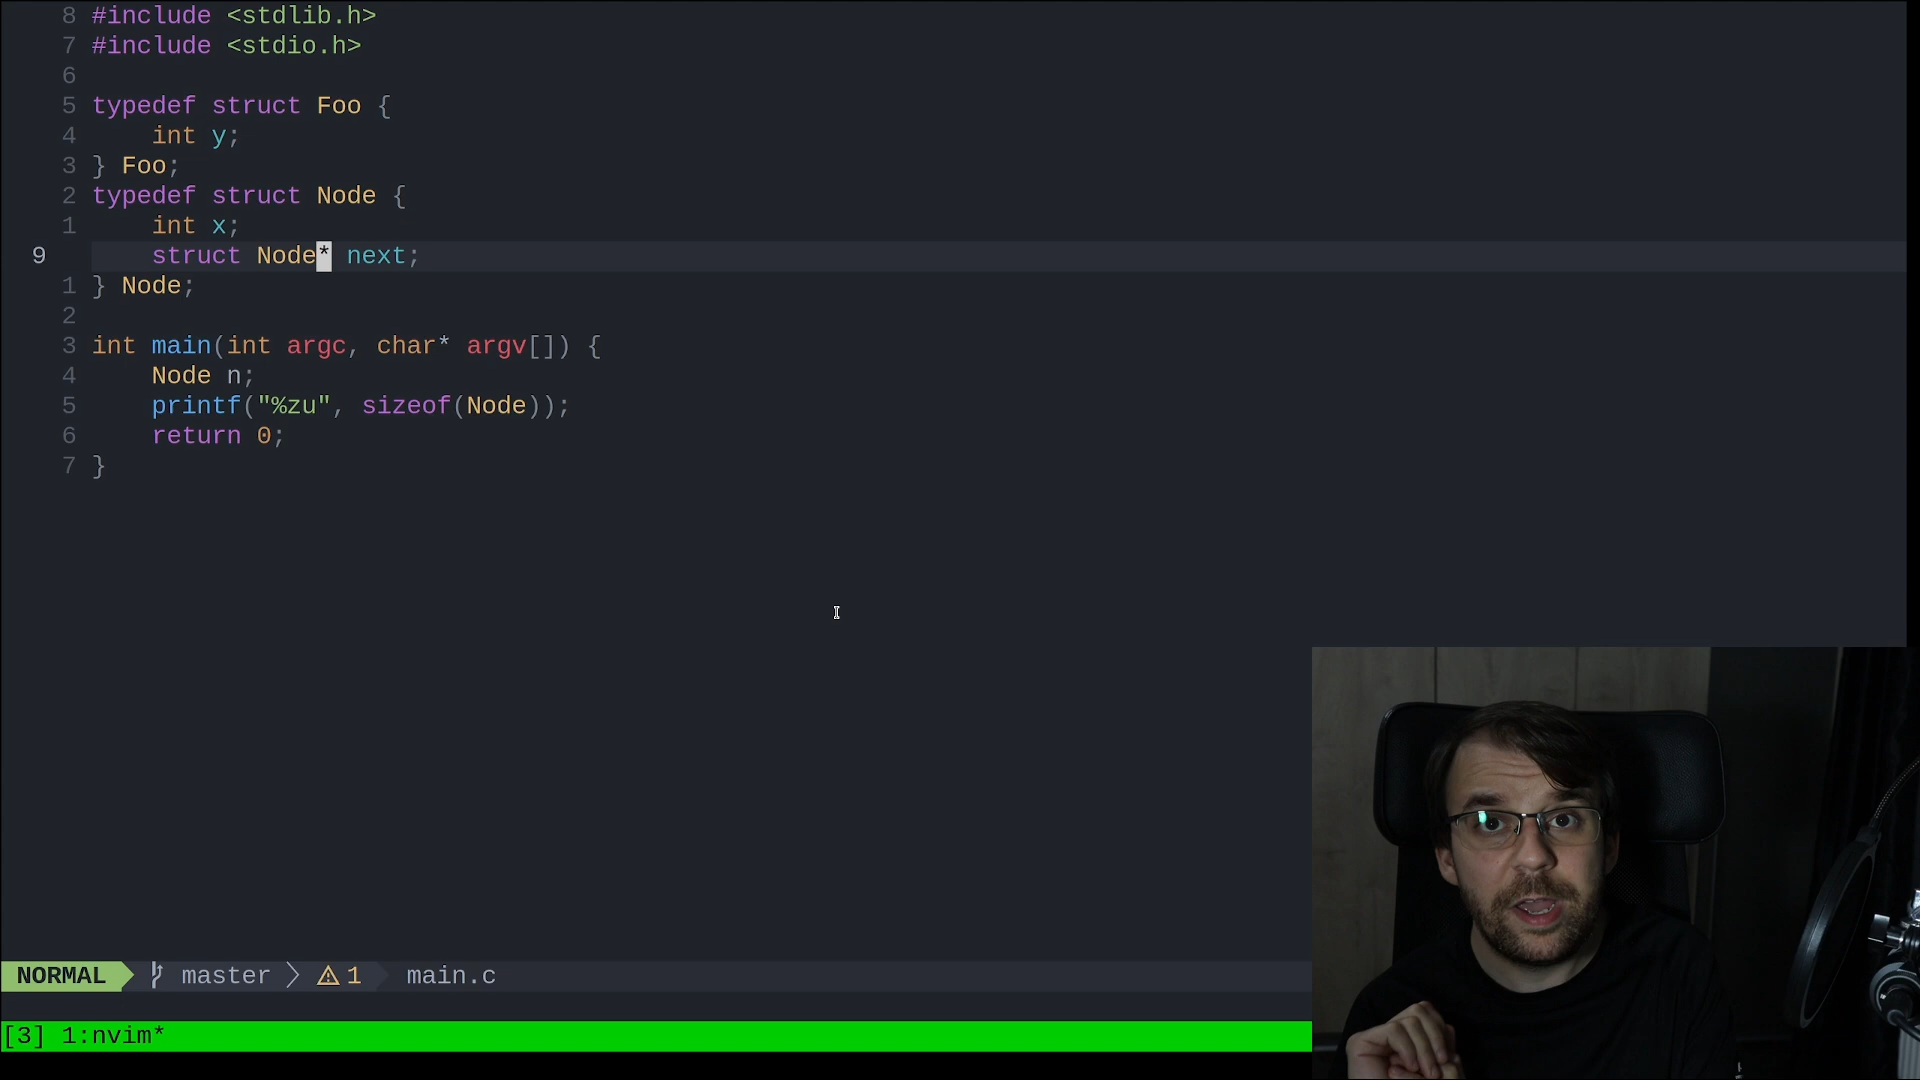 8 #include <stdlib.h>
7 #include <stdio.h>
6
5 typedef struct Foo {
4     int y;
3 } Foo;
2 typedef struct Node {
1     int x;
9     struct Node* next;
1 } Node;
2
3 int main(int argc, char* argv[]) {
4     Node n;
5     printf("%zu", sizeof(Node));
6     return 0;
7 }
NORMAL master ⚠ 1 main.c
[3] 1:nvim*